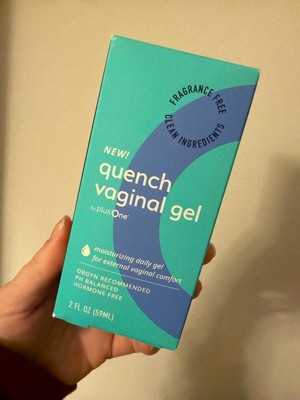 FRAGRANCE FREE
CLEAN INGREDIENTS
NEW!
quench
vaginal gel
by plusOne
moisturizing daily gel
for external vaginal comfort
OBGYN RECOMMENDED
PH BALANCED
HORMONE FREE
2 FL OZ (59ML)